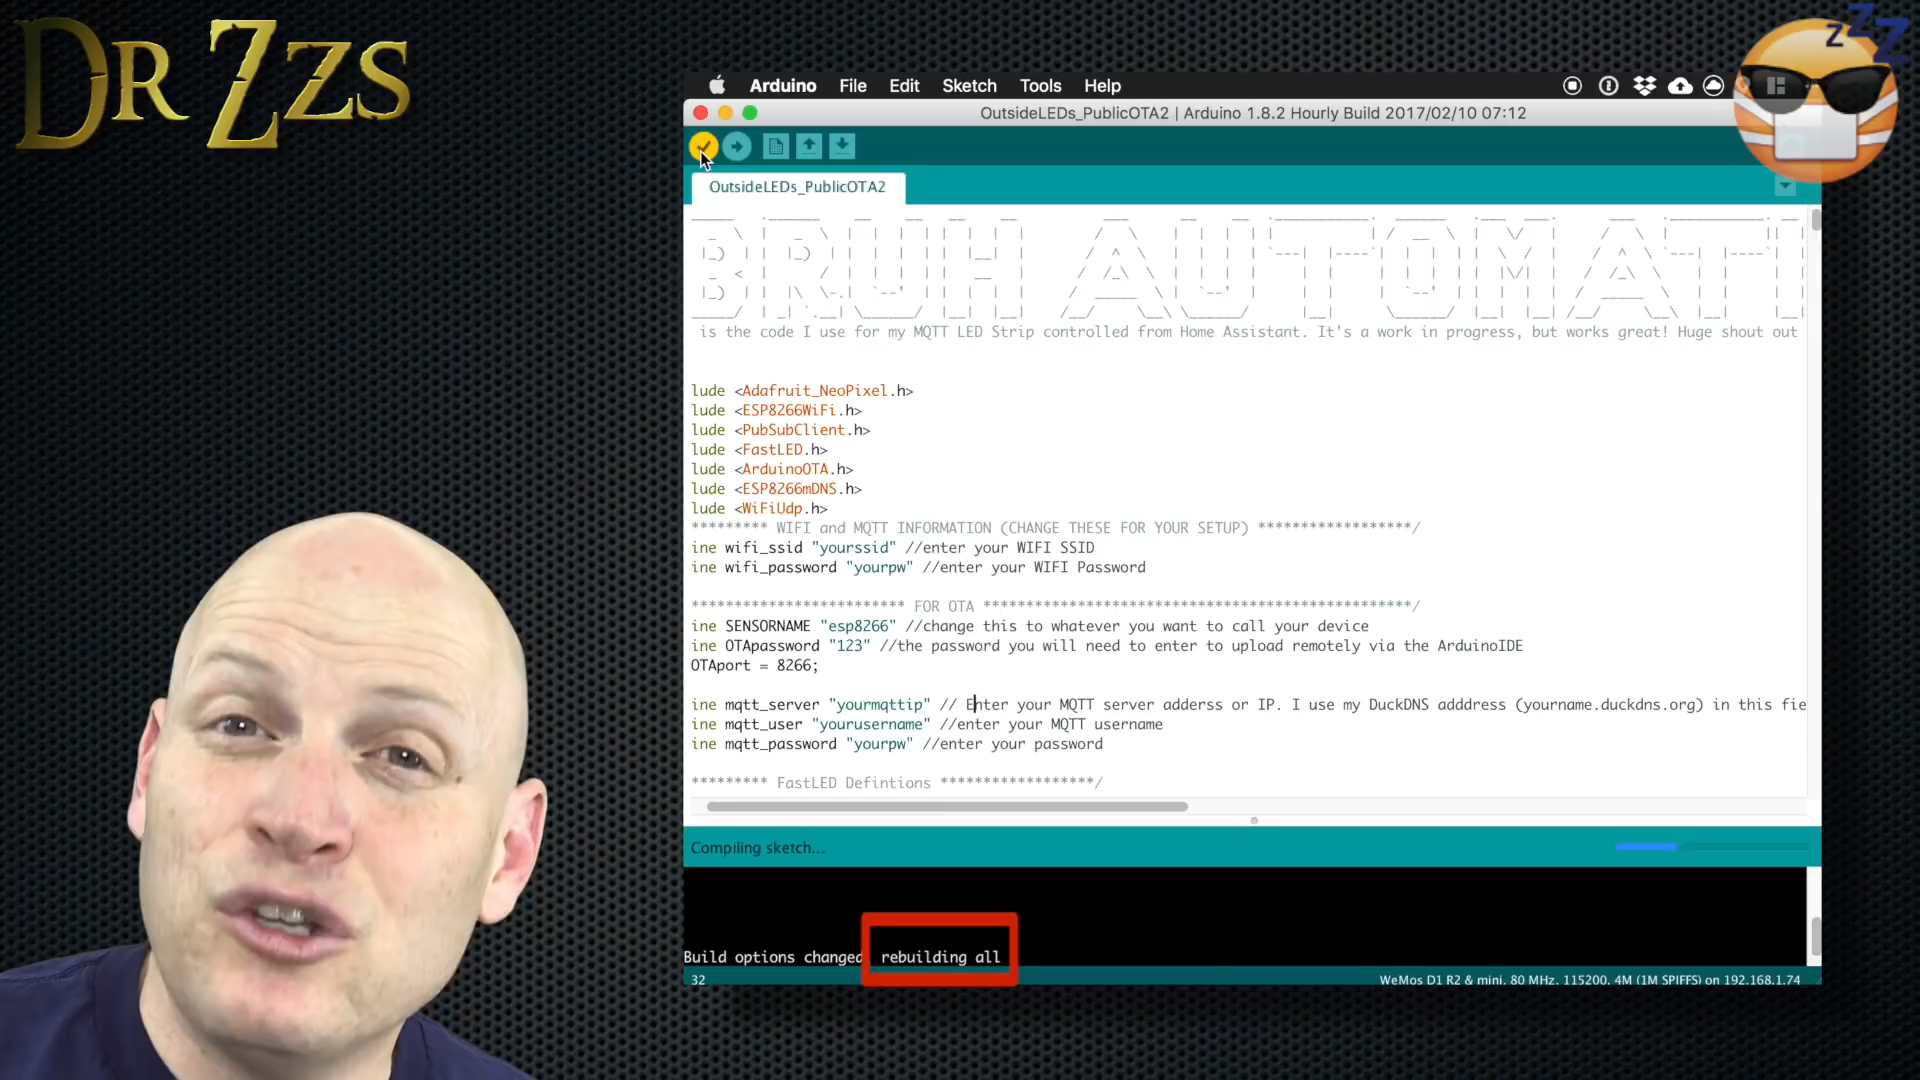 DR ZZS
zZZ
Arduino File Edit Sketch Tools Help
OutsideLEDs_PublicOTA2 | Arduino 1.8.2 Hourly Build 2017/02/10 07:12
OutsideLEDs_PublicOTA2
BRUH AUTOMATI
is the code I use for my MQTT LED Strip controlled from Home Assistant. It's a work in progress, but works great! Huge shout out
lude <Adafruit_NeoPixel.h>
lude <ESP8266WiFi.h>
lude <PubSubClient.h>
lude <FastLED.h>
lude <ArduinoOTA.h>
lude <ESP8266mDNS.h>
lude <WiFiUdp.h>
********* WIFI and MQTT INFORMATION (CHANGE THESE FOR YOUR SETUP) ******************/
ine wifi_ssid "yourssid" //enter your WIFI SSID
ine wifi_password "yourpw" //enter your WIFI Password
************************* FOR OTA **************************************************/
ine SENSORNAME "esp8266" //change this to whatever you want to call your device
ine OTApassword "123" //the password you will need to enter to upload remotely via the ArduinoIDE
OTAport = 8266;
ine mqtt_server "yourmqttip" // Enter your MQTT server adderss or IP. I use my DuckDNS adddress (yourname.duckdns.org) in this fie
ine mqtt_user "yourusername" //enter your MQTT username
ine mqtt_password "yourpw" //enter your password
********* FastLED Defintions ******************/
Compiling sketch...
Build options changed rebuilding all
32 WeMos D1 R2 & mini, 80 MHz, 115200, 4M (1M SPIFFS) on 192.168.1.74